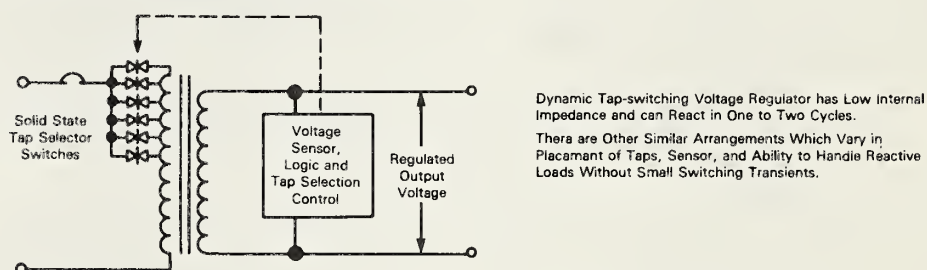 Solid State
Tap Selector
Switches
Voltage
Sensor,
Logic and
Tap Selection
Control
Regulated
Output
Voltage
Dynamic Tap-switching Voltage Regulator has Low Internal
Impedance and can React in One to Two Cycles.
Thera are Other Similar Arrangements Which Vary in
Placamant of Taps, Sensor, and Ability to Handie Reactive
Loads Without Small Switching Transients.